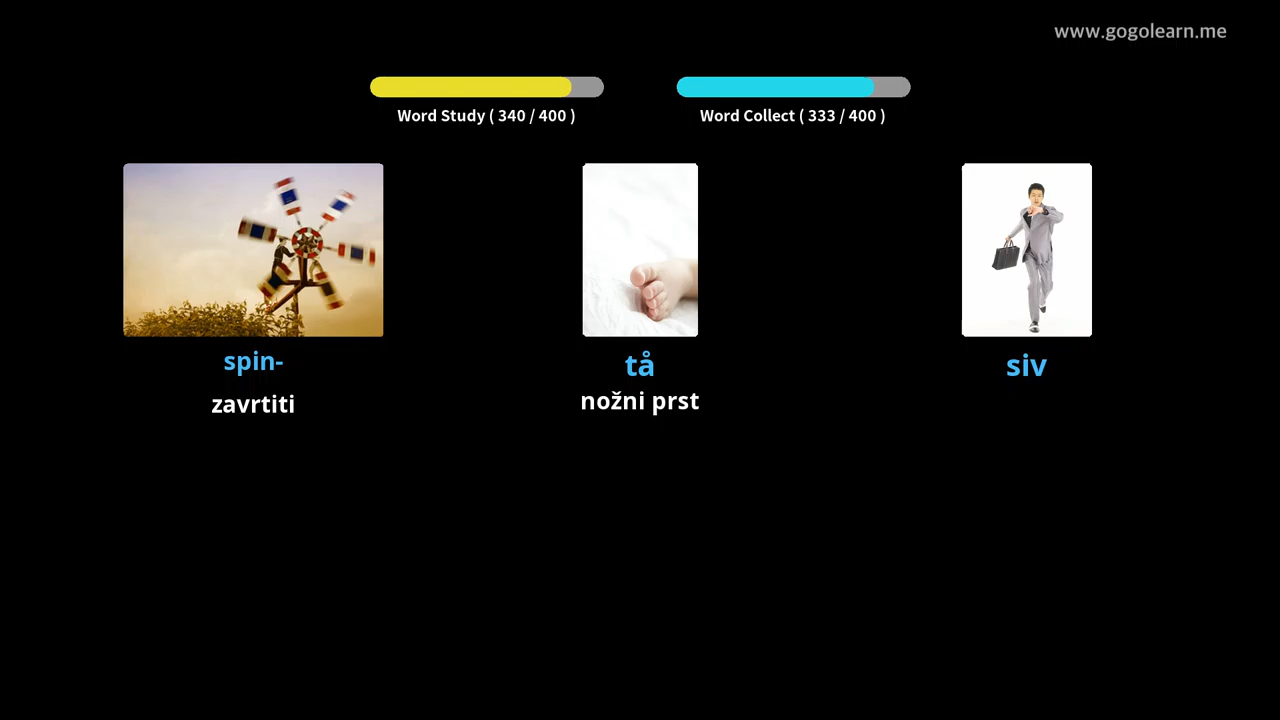 www.gogolearn.me
Word Study ( 340 / 400 )
Word Collect ( 333 / 400 )
spin-
zavrtiti
tå
nožni prst
siv